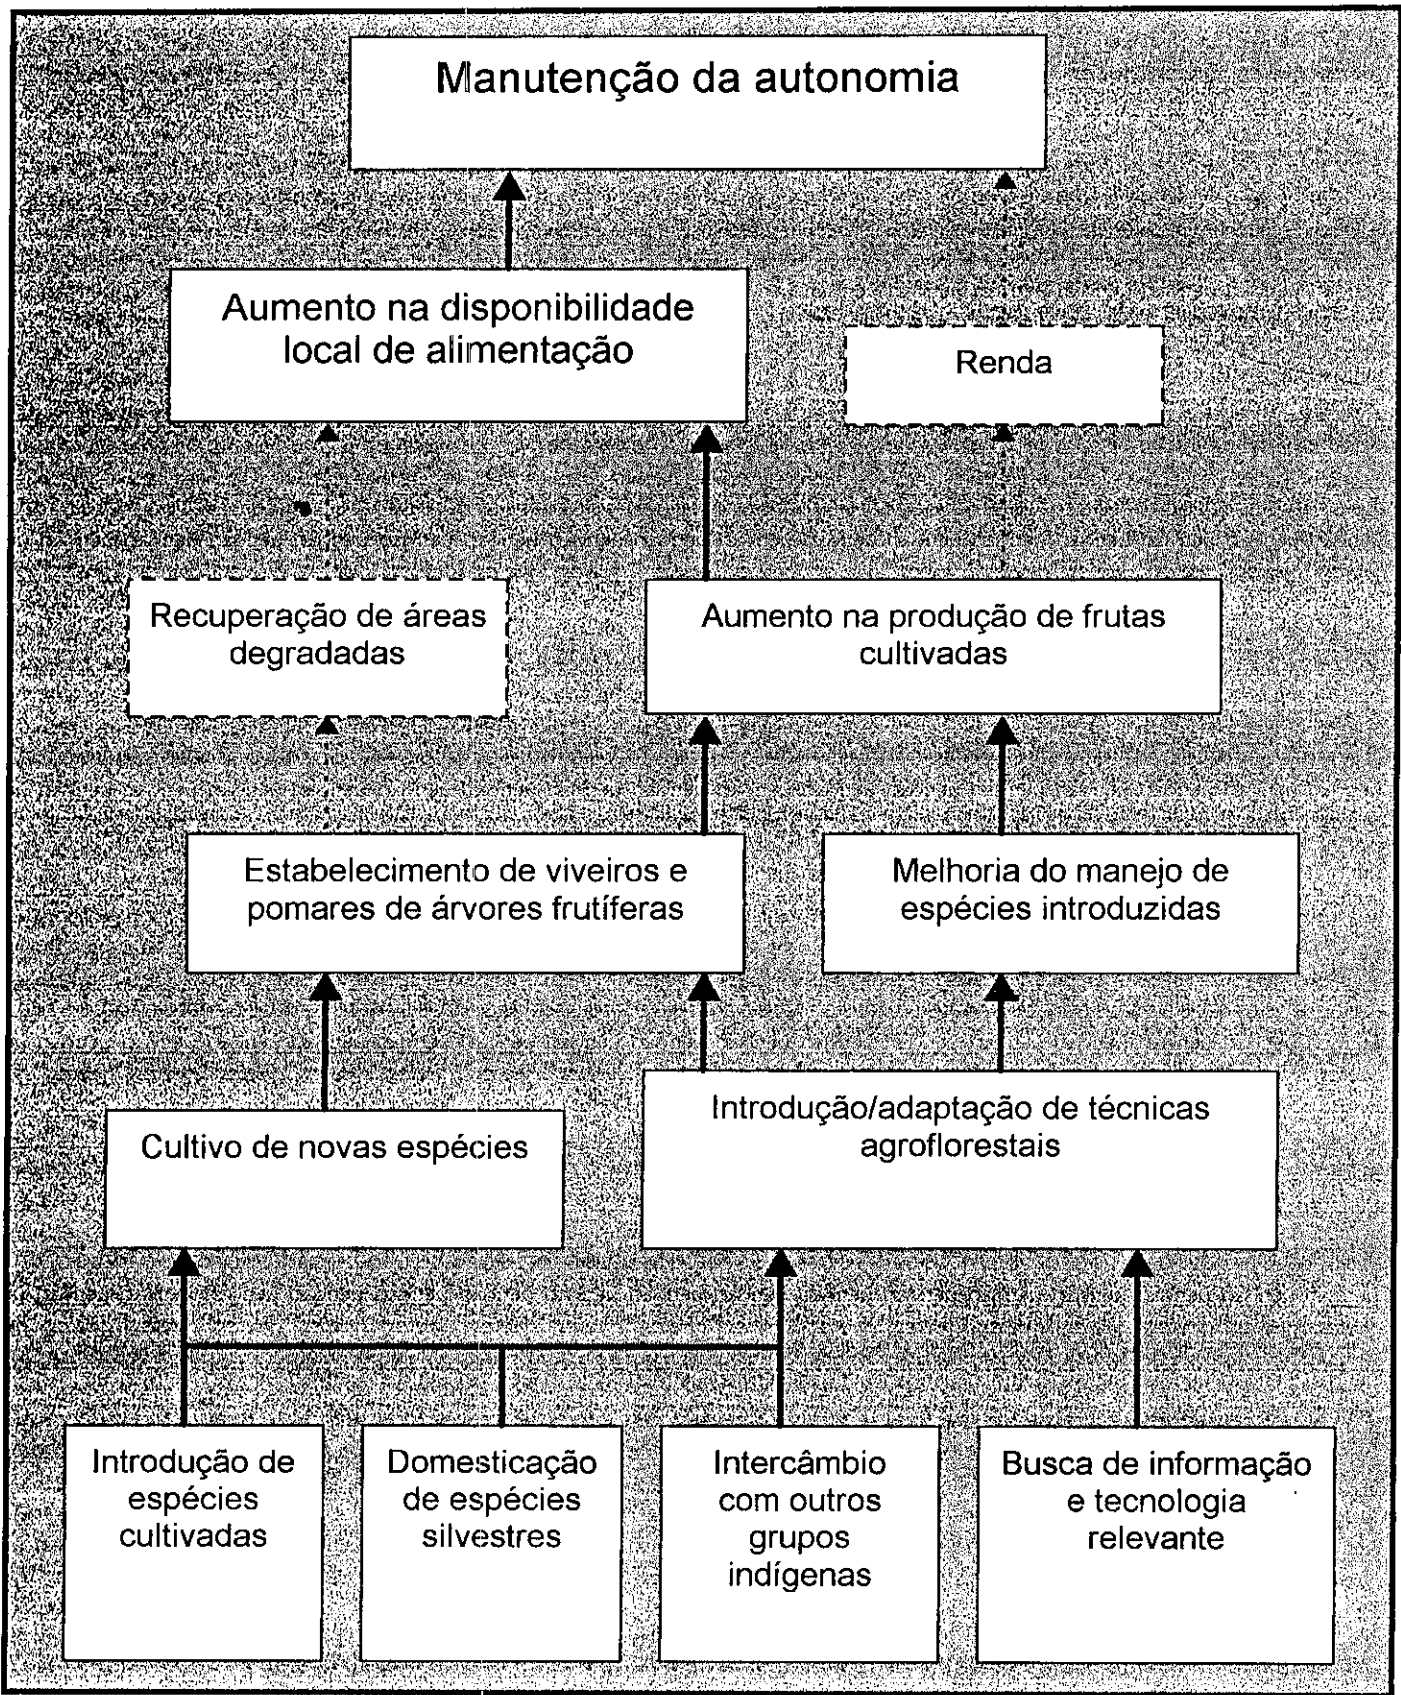 Manutenção da autonomia
Aumento na disponibilidade
local de alimentação
Renda
Recuperação de áreas
degradadas
Aumento na produção de frutas
cultivadas
Estabelecimento de viveiros e
pomares de árvores frutíferas
Melhoria do manejo de
espécies introduzidas
Cultivo de novas espécies
Introdução/adaptação de técnicas
agroflorestais
Introdução de
espécies
cultivadas
Domesticação
de espécies
silvestres
Intercâmbio
com outros
grupos
indígenas
Busca de informação
e tecnologia
relevante